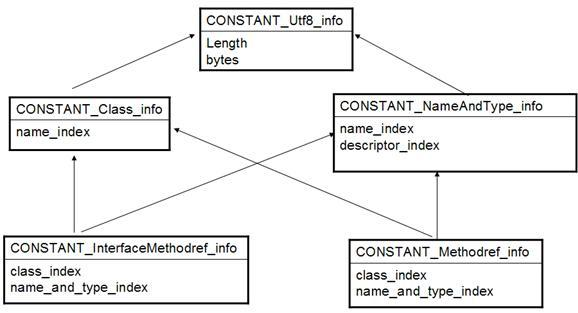 CONSTANT_Utf8_info
Length
bytes
CONSTANT_Class_info
name_index
CONSTANT_NameAndType_info
name_index
descriptor_index
CONSTANT_InterfaceMethodref_info
class_index
name_and_type_index
CONSTANT_Methodref_info
class_index
name_and_type_index